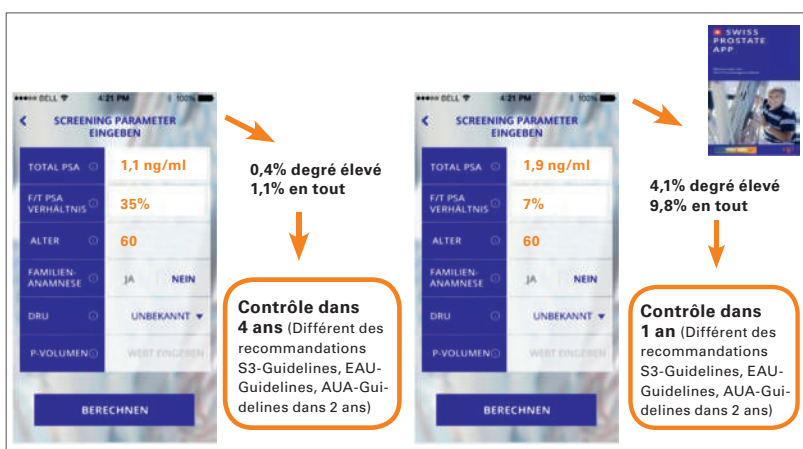 SWISS
PROSTATE
APP
BELL 4:21 PM 100%
SCREENING PARAMETER
EINGEBEN
TOTAL PSA 1,1 ng/ml
F/T PSA
VERHÄLTNIS 35%
ALTER 60
FAMILIEN-
ANAMNESE JA NEIN
DRU UNBEKANNT
P-VOLUMEN WERT EINGEBEN
BERECHNEN
0,4% degré élevé
1,1% en tout
Contrôle dans
4 ans (Différent des
recommandations
S3-Guidelines, EAU-
Guidelines, AUA-Gui-
delines dans 2 ans)
BELL 4:21 PM 100%
SCREENING PARAMETER
EINGEBEN
TOTAL PSA 1,9 ng/ml
F/T PSA
VERHÄLTNIS 7%
ALTER 60
FAMILIEN-
ANAMNESE JA NEIN
DRU UNBEKANNT
P-VOLUMEN WERT EINGEBEN
BERECHNEN
4,1% degré élevé
9,8% en tout
Contrôle dans
1 an (Différent des
recommandations
S3-Guidelines, EAU-
Guidelines, AUA-Gui-
delines dans 2 ans)